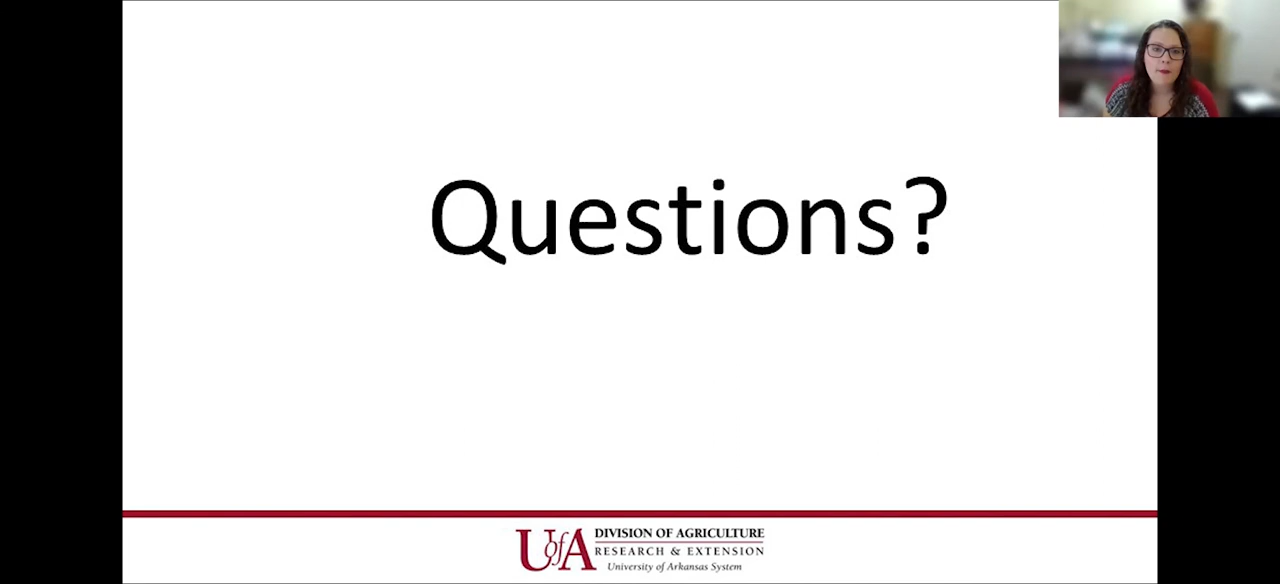 Questions?
UofA
DIVISION OF AGRICULTURE
RESEARCH & EXTENSION
University of Arkansas System